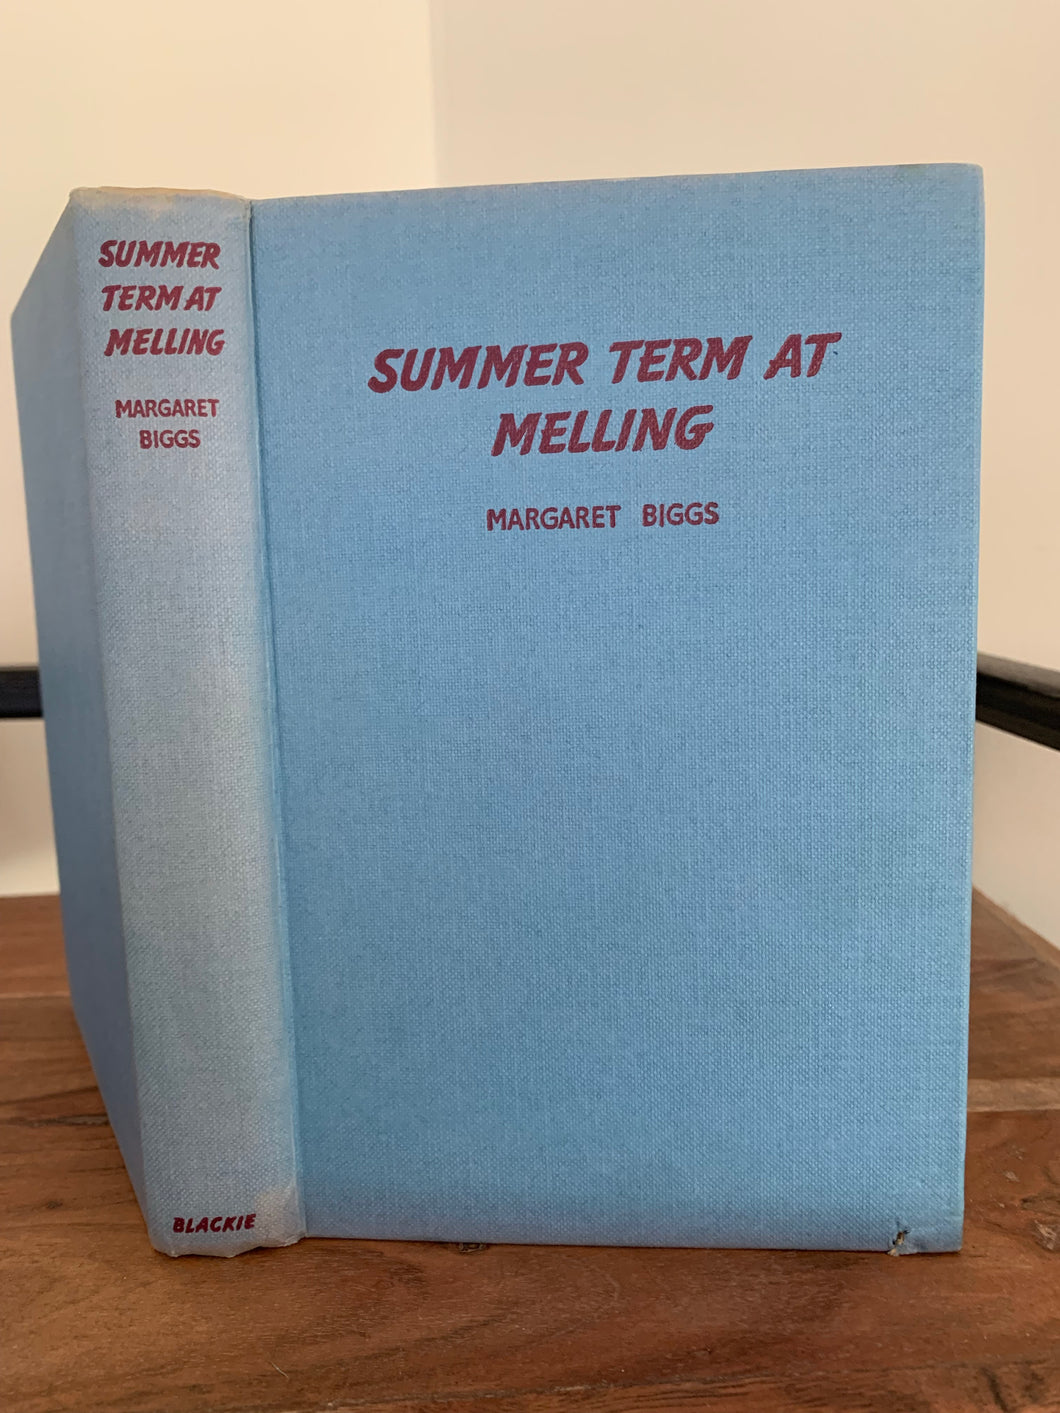 SUMMER
TERM AT
MELLING
MARGARET
BIGGS
BLACKIE
SUMMER TERM AT
MELLING
MARGARET BIGGS